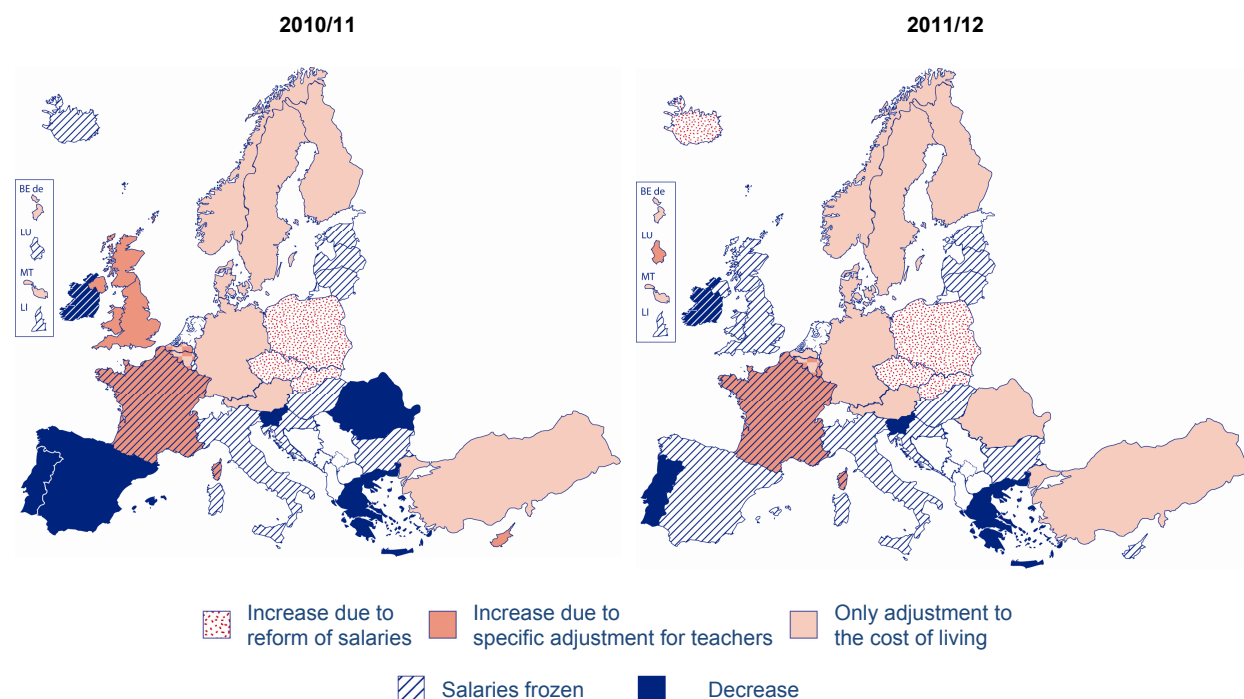 2010/11
2011/12
BE de
LU
MT
LI
BE de
LU
MT
LI
Increase due to
reform of salaries
Increase due to
specific adjustment for teachers
Only adjustment to
the cost of living
Salaries frozen
Decrease